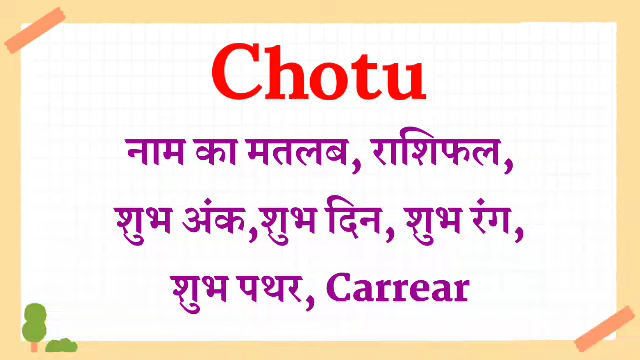 Chotu
नाम का मतलब, राशिफल,
शुभ अंक,शुभ दिन, शुभ रंग,
शुभ पथर, Carrear